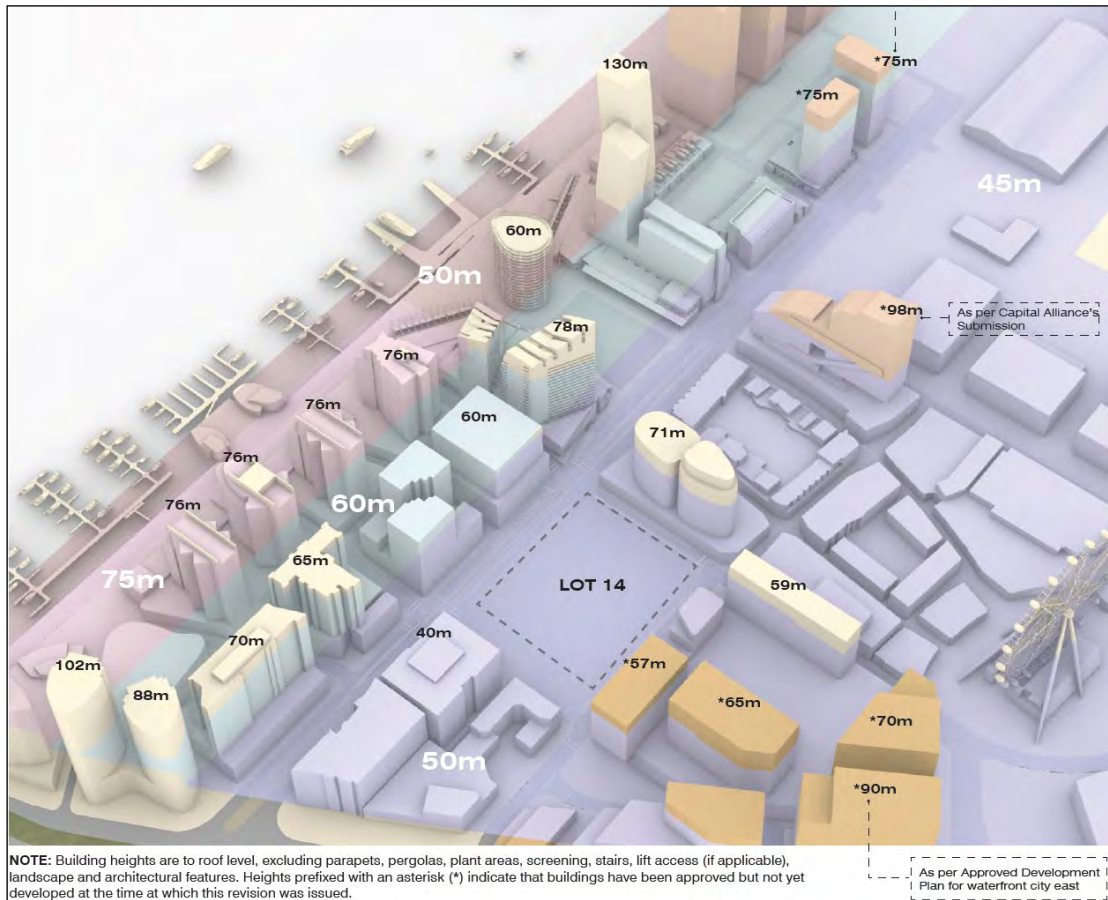 *75m
130m
*75m
45m
60m
50m
*98m
As per Capital Alliance's
Submission
78m
76m
76m
60m
71m
76m
76m
60m
65m
75m
LOT 14
59m
70m
40m
*57m
102m
88m
*65m
*70m
50m
*90m
NOTE: Building heights are to roof level, excluding parapets, pergolas, plant areas, screening, stairs, lift access (if applicable),
landscape and architectural features. Heights prefixed with an asterisk (*) indicate that buildings have been approved but not yet
developed at the time at which this revision was issued.
As per Approved Development
Plan for waterfront city east